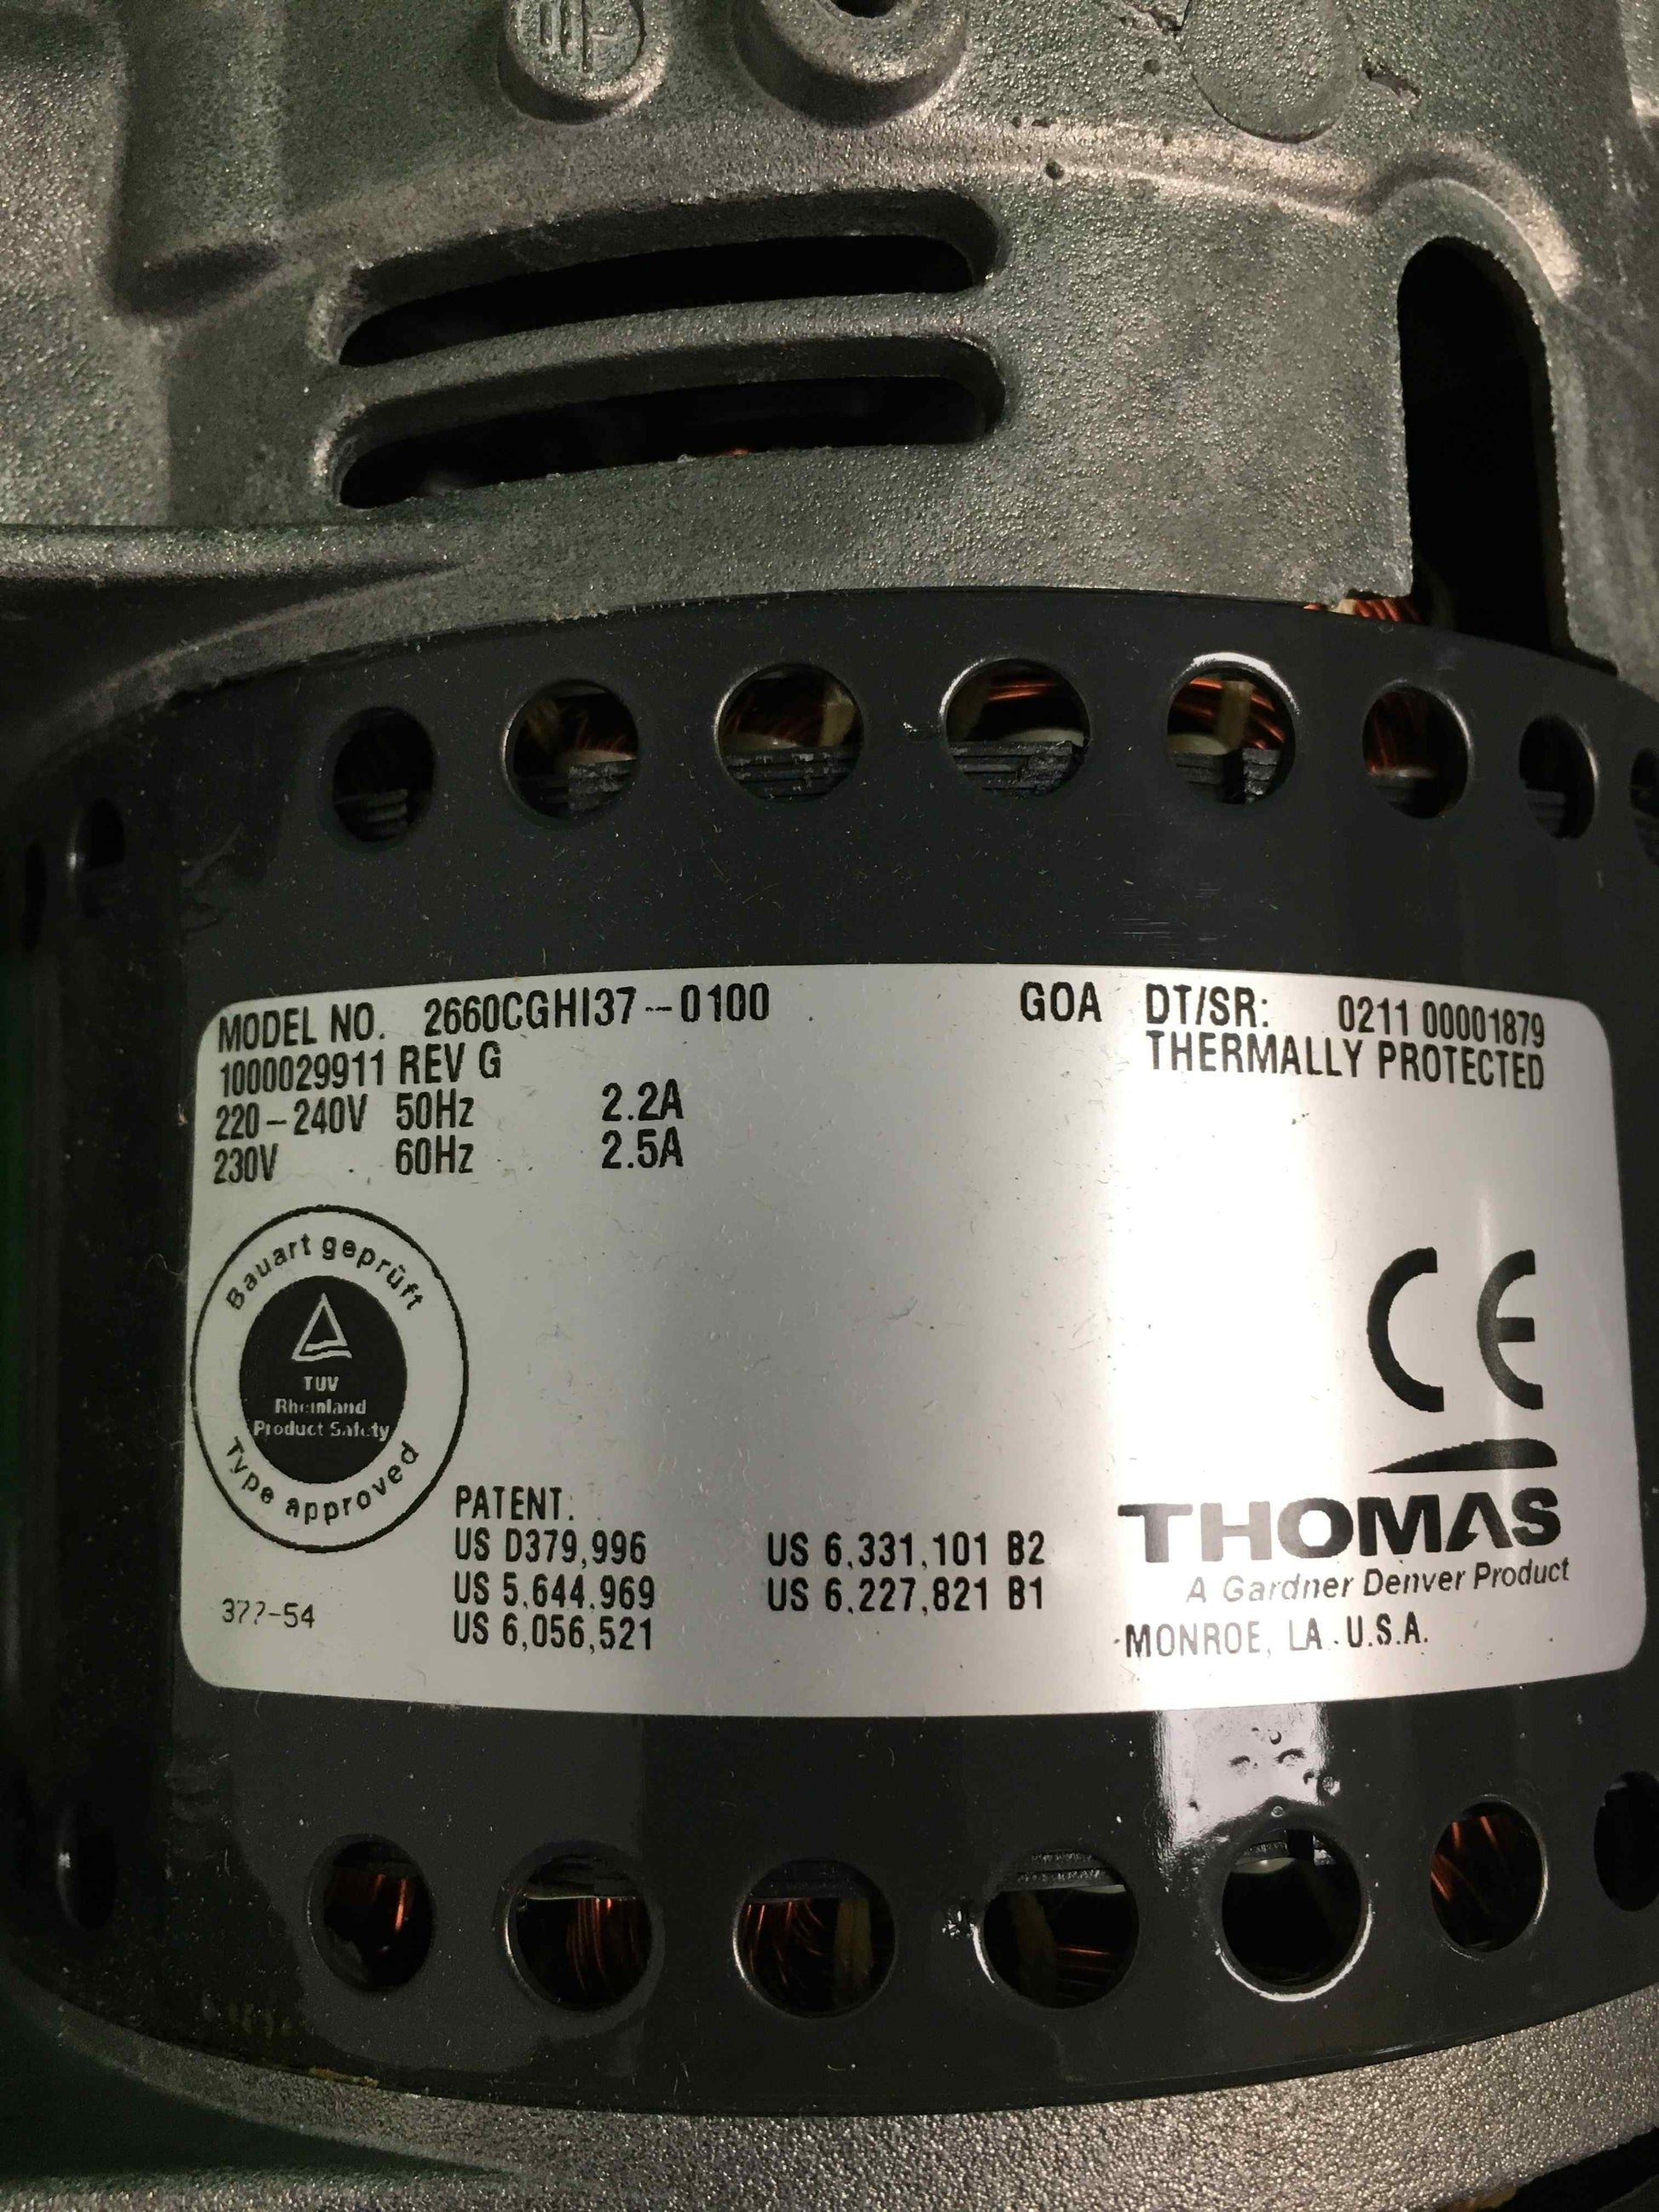 MODEL NO. 2660CGHI37--0100 GOA DT/SR: 0211 00001879
1000029911 REV G THERMALLY PROTECTED
220-240V 50Hz 2.2A
230V 60Hz 2.5A
Bauart geprüft
TUV
Rheinland
Product Safety
Type approved
CE
PATENT:
US D379,996 US 6,331,101 B2
US 5,644,969 US 6,227,821 B1
US 6,056,521
THOMAS
A Gardner Denver Product
MONROE, LA. U.S.A.